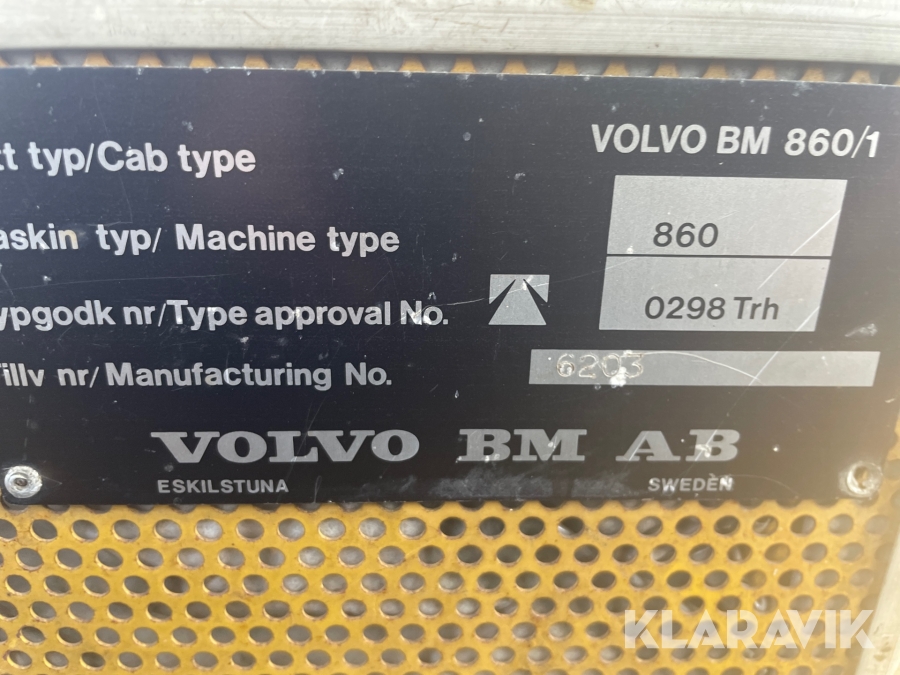 tt typ/Cab type VOLVO BM 860/1
askin typ/ Machine type 860
ypgodk nr/Type approval No. 0298 Trh
Tillv nr/Manufacturing No. 6203
VOLVO BM AB
ESKILSTUNA SWEDEN
KLARAVIK